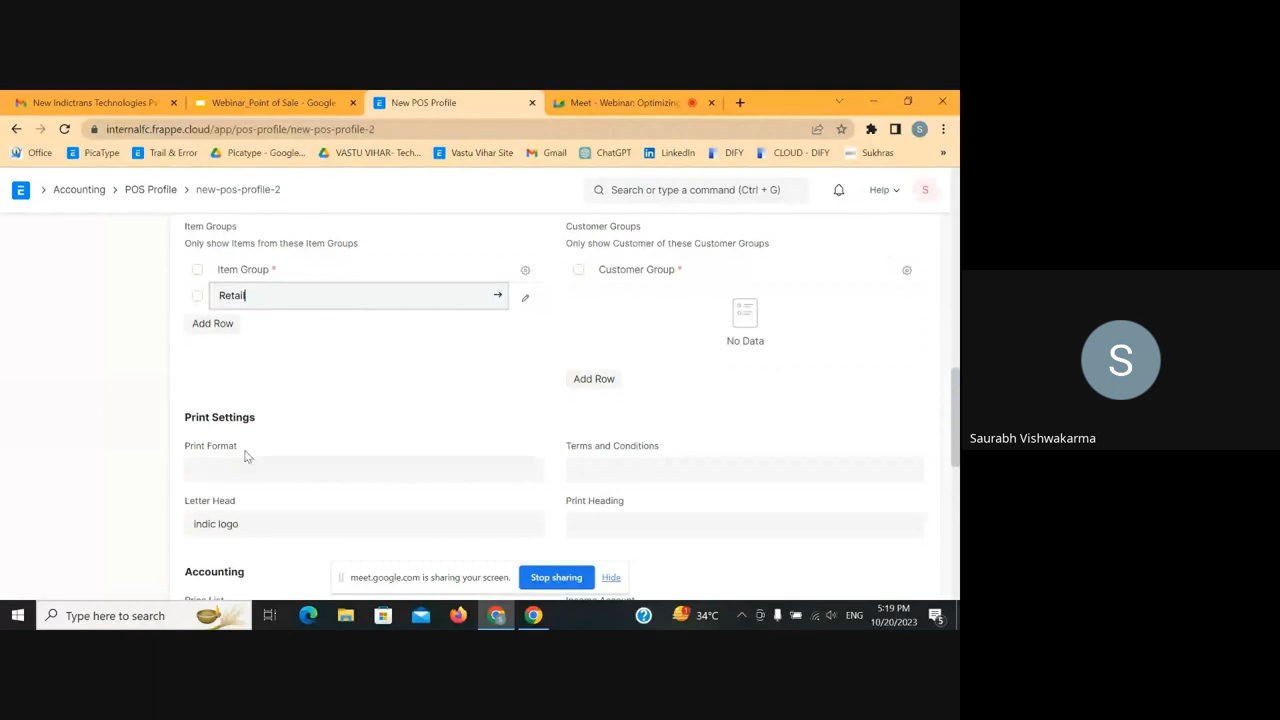 New Indictrans Technologies Pv
Webinar_Point of Sale - Google
New POS Profile
Meet - Webinar: Optimizing
internalfc.frappe.cloud/app/pos-profile/new-pos-profile-2
S
Office
PicaType
Trail & Error
Picatype - Google...
VASTU VIHAR- Tech...
Vastu Vihar Site
Gmail
ChatGPT
LinkedIn
DIFY
CLOUD - DIFY
Sukhras
»
E
Accounting
POS Profile
new-pos-profile-2
Search or type a command (Ctrl + G)
Help
S
Item Groups
Customer Groups
Only show Items from these Item Groups
Only show Customer of these Customer Groups
Item Group *
Customer Group *
Retail
Add Row
No Data
Add Row
Print Settings
Print Format
Terms and Conditions
Letter Head
Print Heading
indic logo
Accounting
Price List
Income Account
meet.google.com is sharing your screen.
Stop sharing
Hide
Type here to search
34°C
ENG
5:19 PM
10/20/2023
5
S
Saurabh Vishwakarma